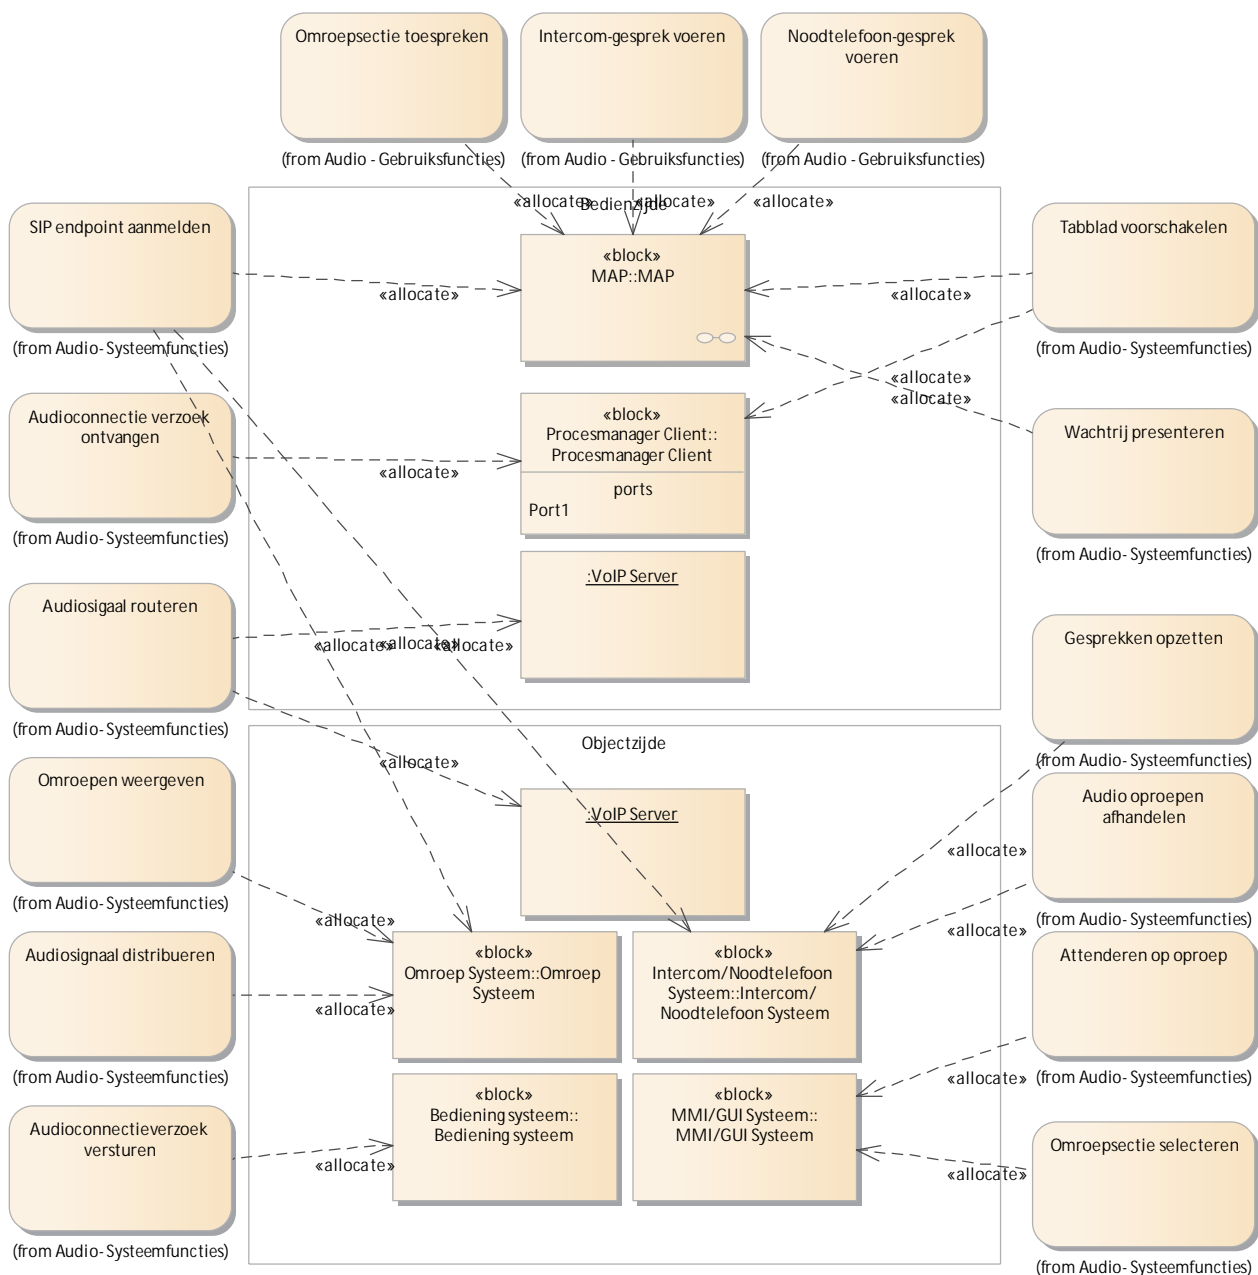 Omroepsectie toespreken
(from Audio - Gebruiksfuncties)
Intercom-gesprek voeren
(from Audio - Gebruiksfuncties)
Noodtelefoon-gesprek
voeren
(from Audio - Gebruiksfuncties)
«allocate»
«allocate»
«allocate»
Bedienzijde
SIP endpoint aanmelden
(from Audio- Systeemfuncties)
«allocate»
«block»
MAP::MAP
«allocate»
Tabblad voorschakelen
(from Audio- Systeemfuncties)
«allocate»
«allocate»
Audioconnectie verzoek
ontvangen
(from Audio- Systeemfuncties)
«allocate»
«block»
Procesmanager Client::
Procesmanager Client
ports
Port1
Wachtrij presenteren
(from Audio- Systeemfuncties)
Audiosigaal routeren
(from Audio- Systeemfuncties)
«allocate»
«allocate»
«allocate»
:VoIP Server
Gesprekken opzetten
(from Audio- Systeemfuncties)
Objectzijde
«allocate»
:VoIP Server
Omroepen weergeven
(from Audio- Systeemfuncties)
«allocate»
Audio oproepen
afhandelen
(from Audio- Systeemfuncties)
«allocate»
«allocate»
Audiosignaal distribueren
(from Audio- Systeemfuncties)
«allocate»
«block»
Omroep Systeem::Omroep
Systeem
«block»
Intercom/Noodtelefoon
Systeem::Intercom/
Noodtelefoon Systeem
Attenderen op oproep
(from Audio- Systeemfuncties)
«allocate»
Audioconnectieverzoek
versturen
(from Audio- Systeemfuncties)
«allocate»
«block»
Bediening systeem::
Bediening systeem
«block»
MMI/GUI Systeem::
MMI/GUI Systeem
«allocate»
Omroepsectie selecteren
(from Audio- Systeemfuncties)